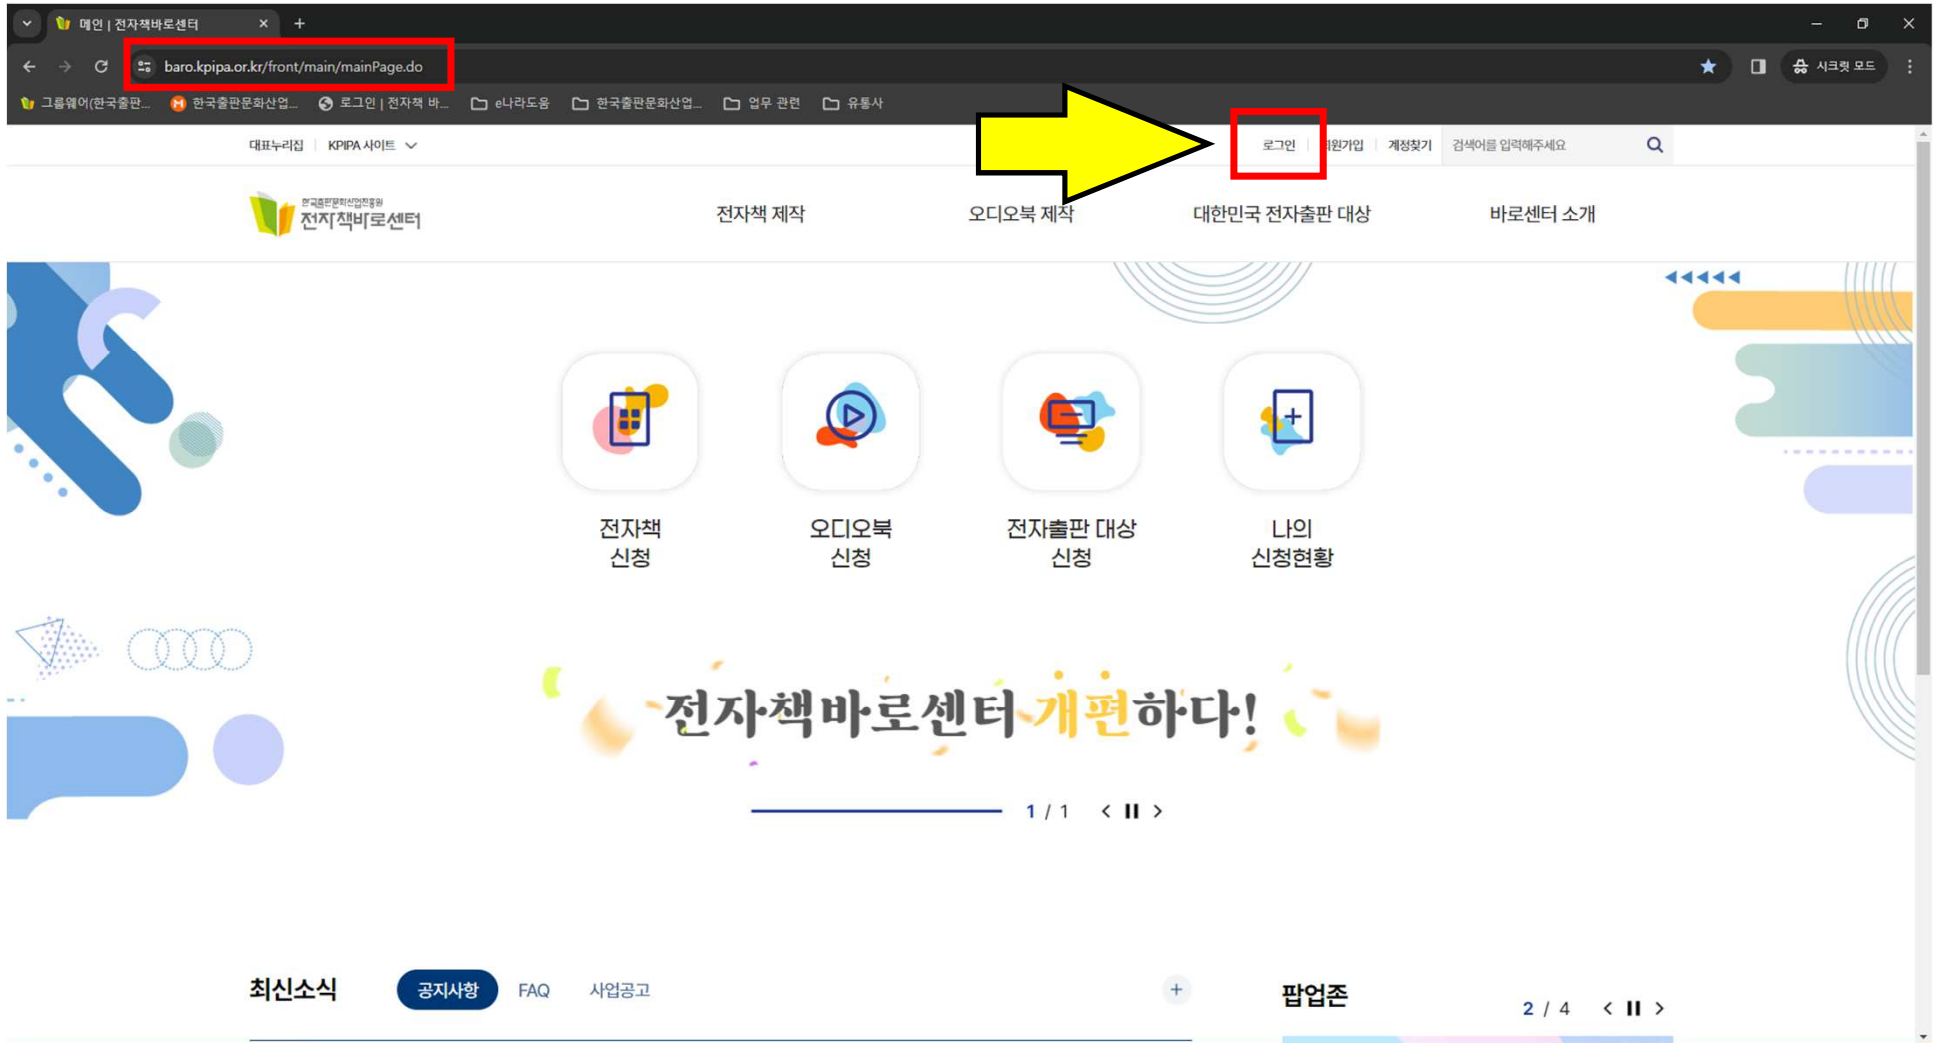 메인 | 전자책바로센터
baro.kpipa.or.kr/front/main/mainPage.do
시크릿 모드
그룹웨어(한국출판...
한국출판문화산업...
로그인 | 전자책 바...
e나라도움
한국출판문화산업...
업무 관련
유통사
대표누리집
KPIPA 사이트
로그인
회원가입
계정찾기
검색어를 입력해주세요
한국출판문화산업진흥원
전자책바로센터
전자책 제작
오디오북 제작
대한민국 전자출판 대상
바로센터 소개
전자책
신청
오디오북
신청
전자출판 대상
신청
나의
신청현황
전자책바로센터 개편하다!
1 / 1
최신소식
공지사항
FAQ
사업공고
팝업존
2 / 4